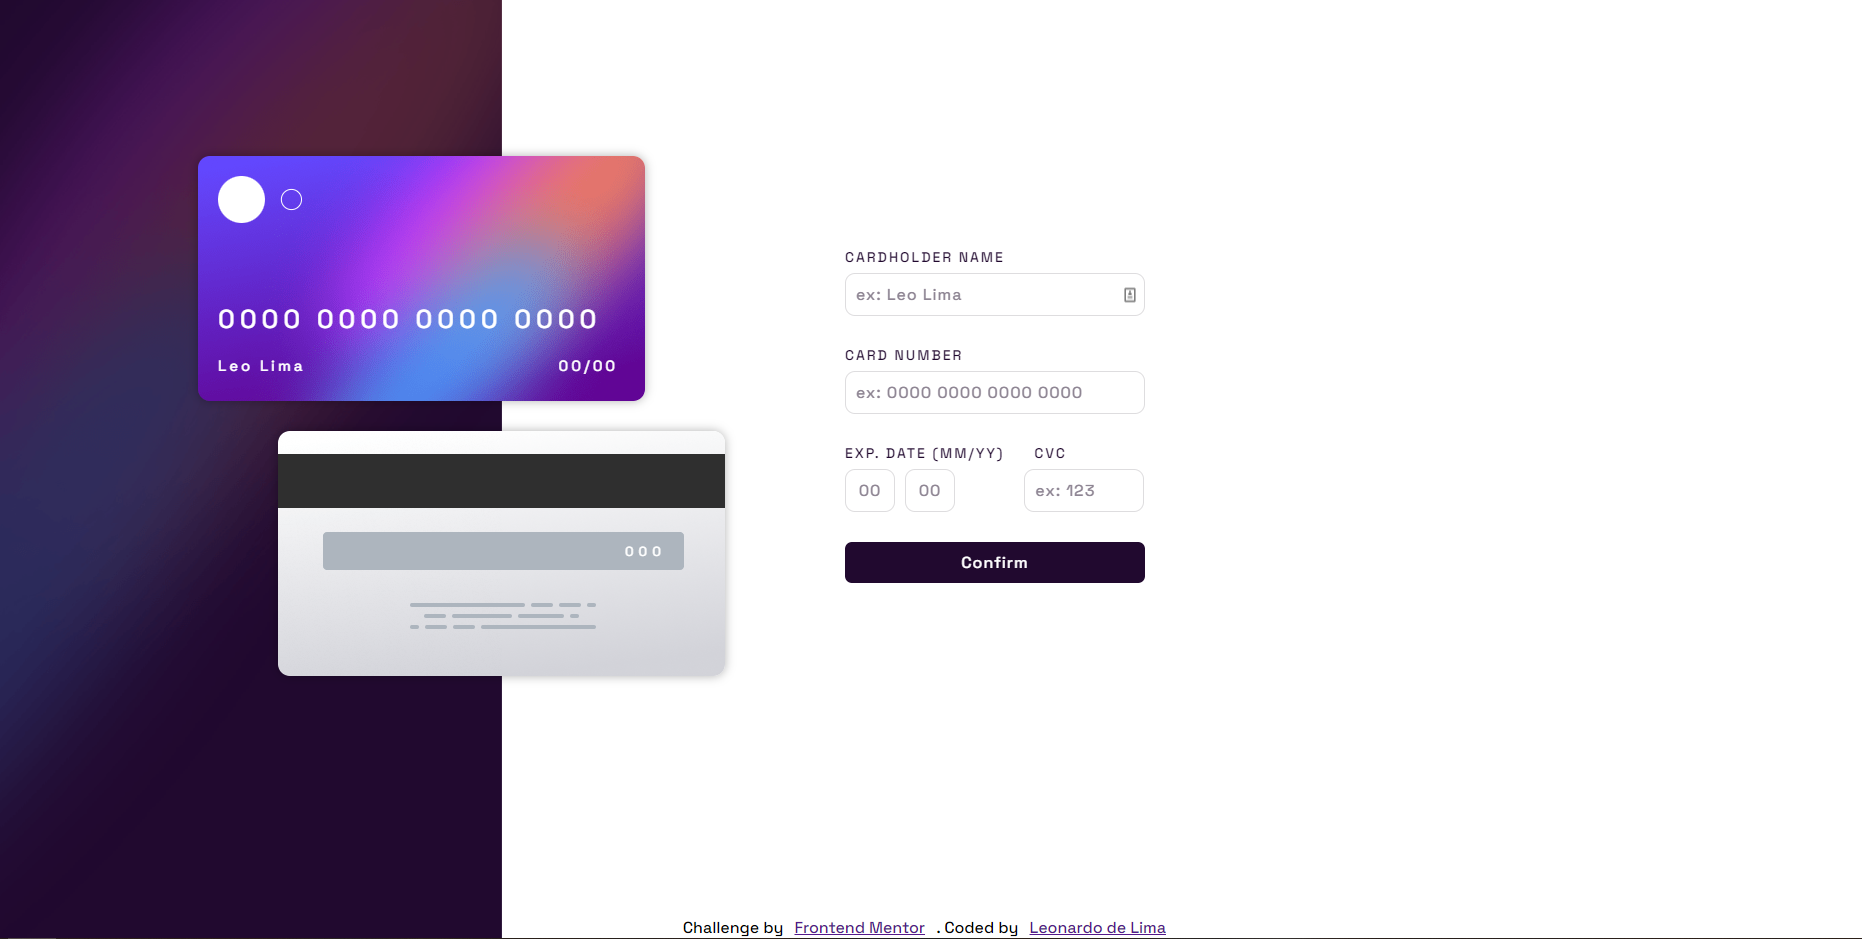 0000 0000 0000 0000
Leo Lima 00/00
000
CARDHOLDER NAME
ex: Leo Lima
CARD NUMBER
ex: 0000 0000 0000 0000
EXP. DATE (MM/YY) CVC
00 00 ex: 123
Confirm
Challenge by Frontend Mentor . Coded by Leonardo de Lima